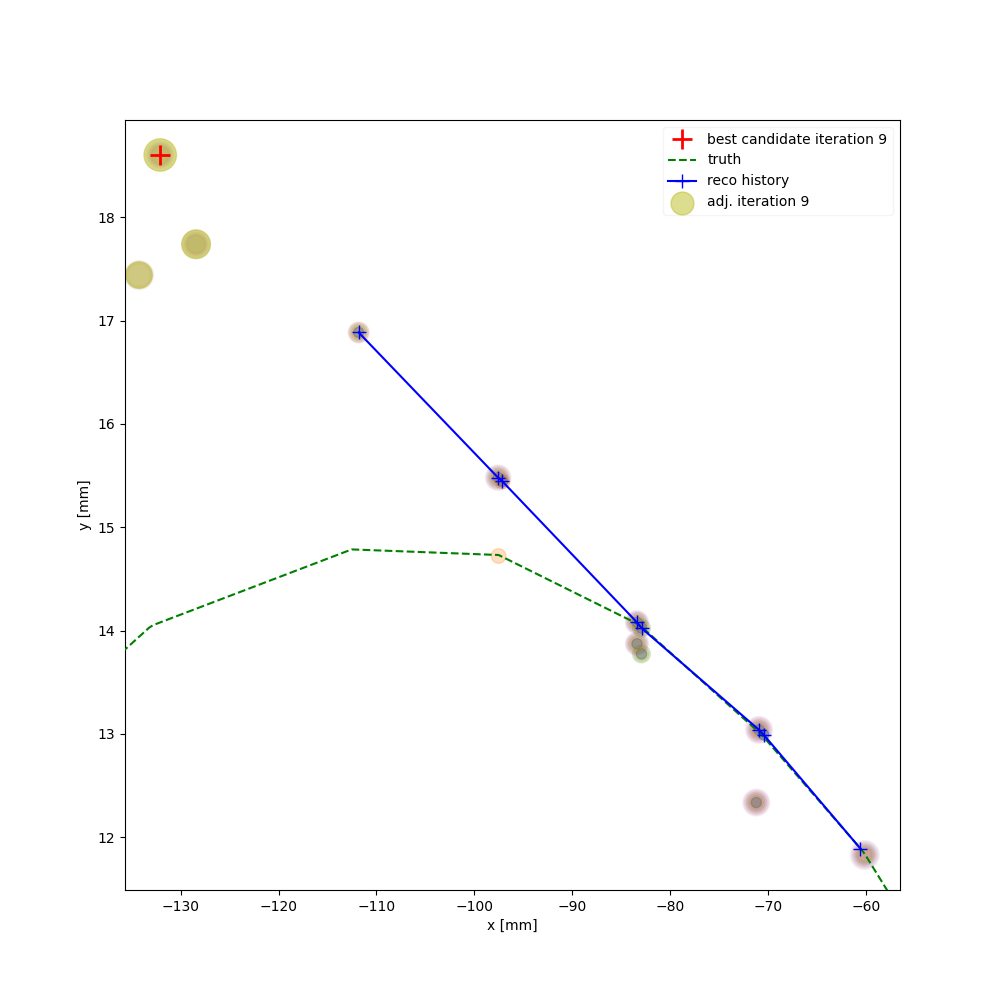 best candidate iteration 9
truth
reco history
adj. iteration 9
18
17
16
15
14
13
12
y [mm]
−130 −120 −110 −100 −90 −80 −70 −60
x [mm]